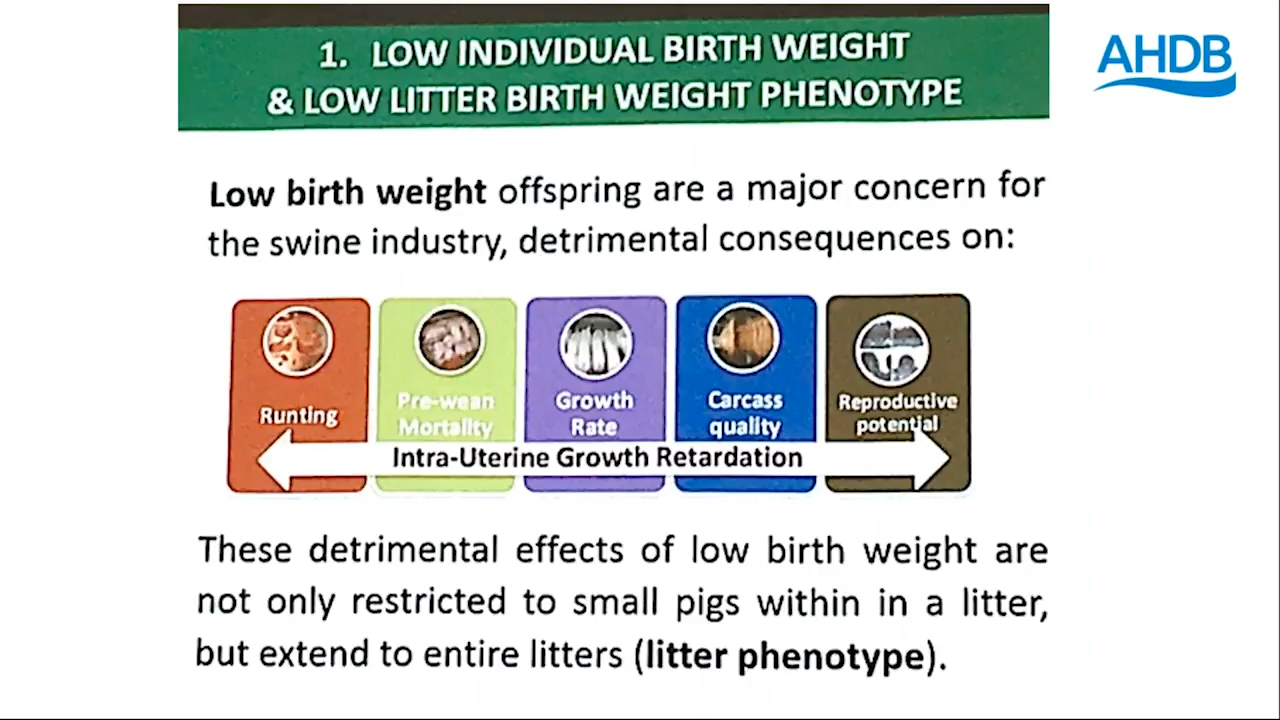 1. LOW INDIVIDUAL BIRTH WEIGHT
& LOW LITTER BIRTH WEIGHT PHENOTYPE
AHDB
Low birth weight offspring are a major concern for
the swine industry, detrimental consequences on:
Runting
Pre-wean
Mortality
Growth
Rate
Carcass
quality
Reproductive
potential
Intra-Uterine Growth Retardation
These detrimental effects of low birth weight are
not only restricted to small pigs within in a litter,
but extend to entire litters (litter phenotype).